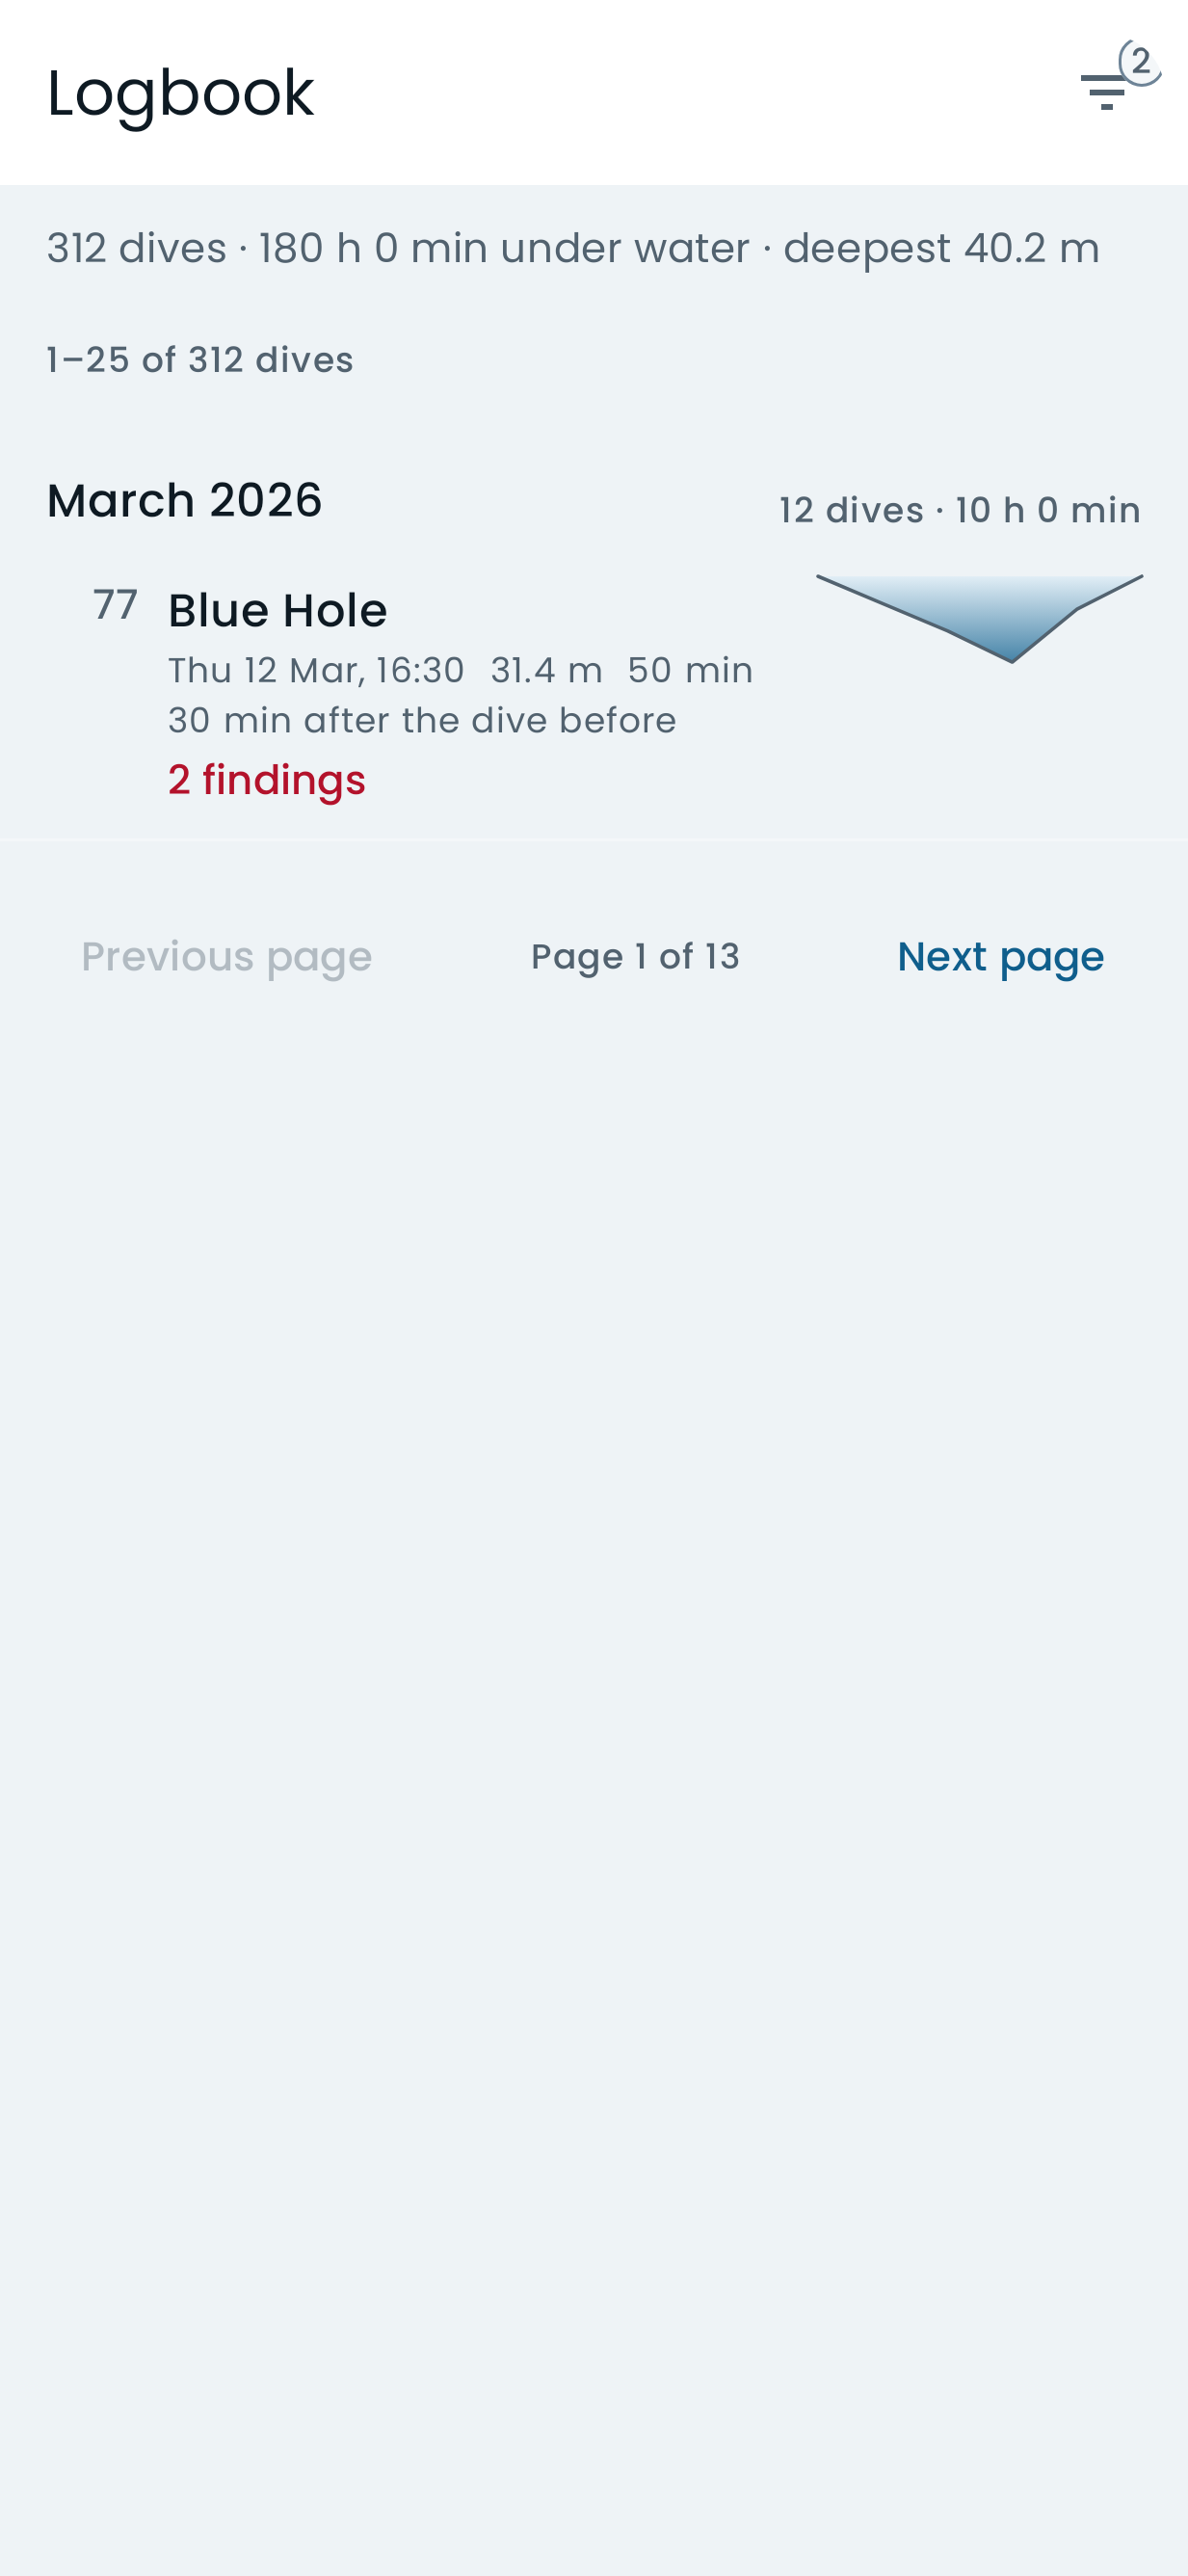 Logbook
2
312 dives · 180 h 0 min under water · deepest 40.2 m
1–25 of 312 dives
March 2026
12 dives · 10 h 0 min
77 Blue Hole
Thu 12 Mar, 16:30 31.4 m 50 min
30 min after the dive before
2 findings
Previous page Page 1 of 13 Next page